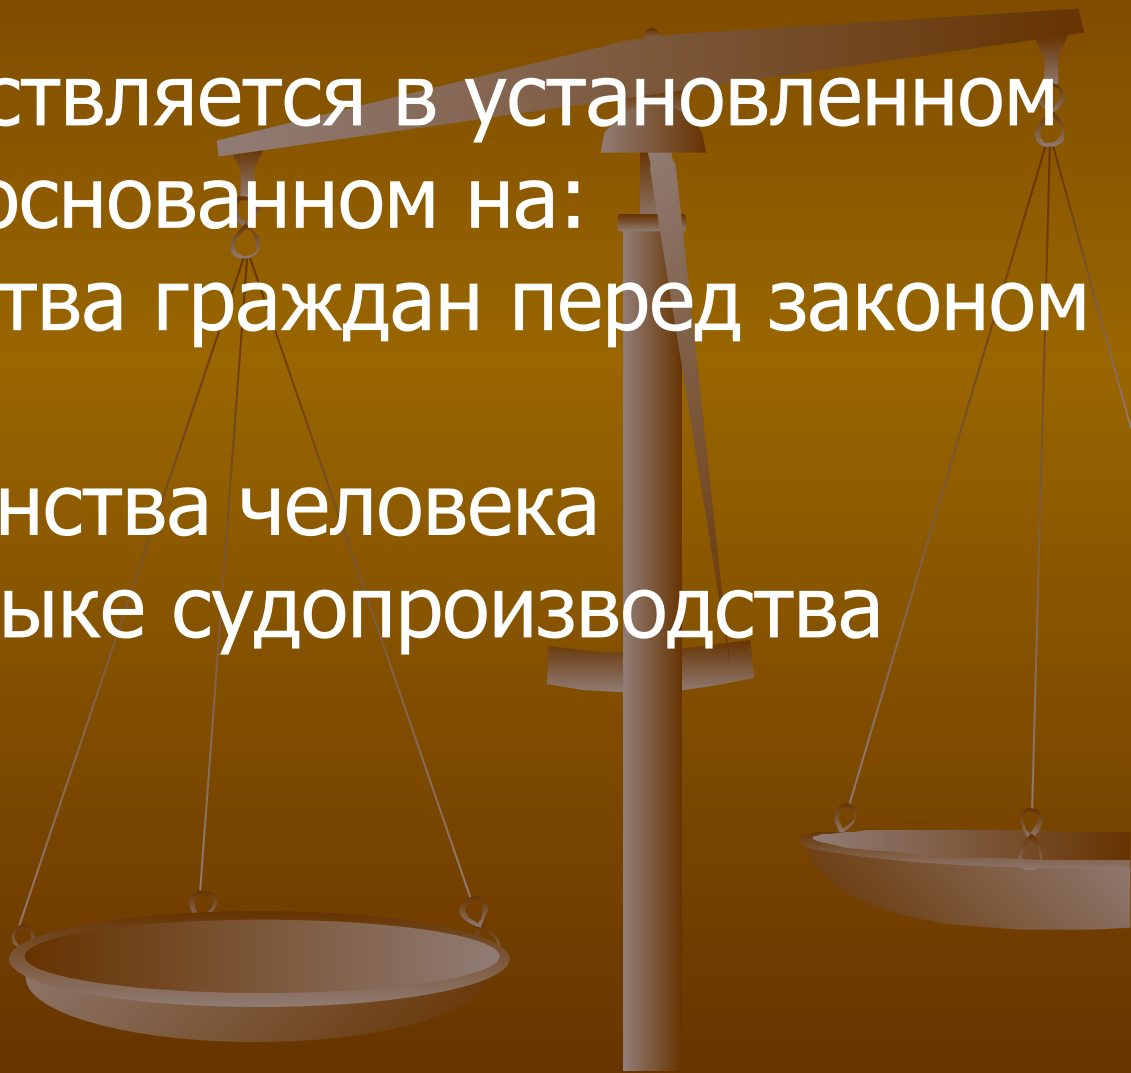 ствляется в установленном
основанном на:
тва граждан перед законом
нства человека
ыке судопроизводства